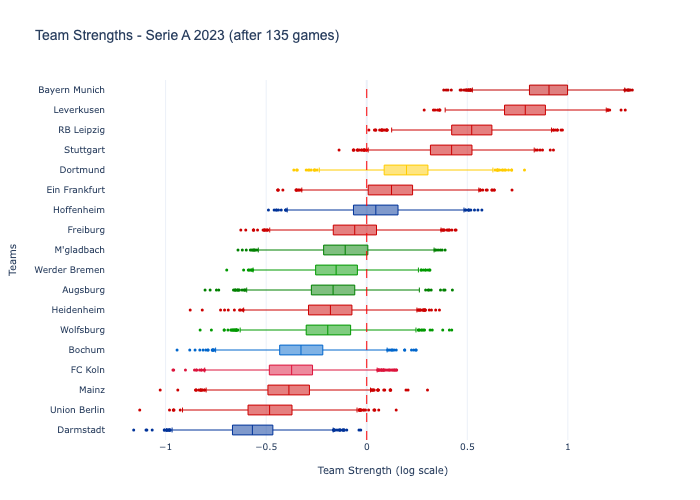 Team Strengths - Serie A 2023 (after 135 games)
Bayern Munich
Leverkusen
RB Leipzig
Stuttgart
Dortmund
Ein Frankfurt
Hoffenheim
Freiburg
M'gladbach
Werder Bremen
Augsburg
Heidenheim
Wolfsburg
Bochum
FC Koln
Mainz
Union Berlin
Darmstadt
Teams
−1
−0.5
0
0.5
1
Team Strength (log scale)